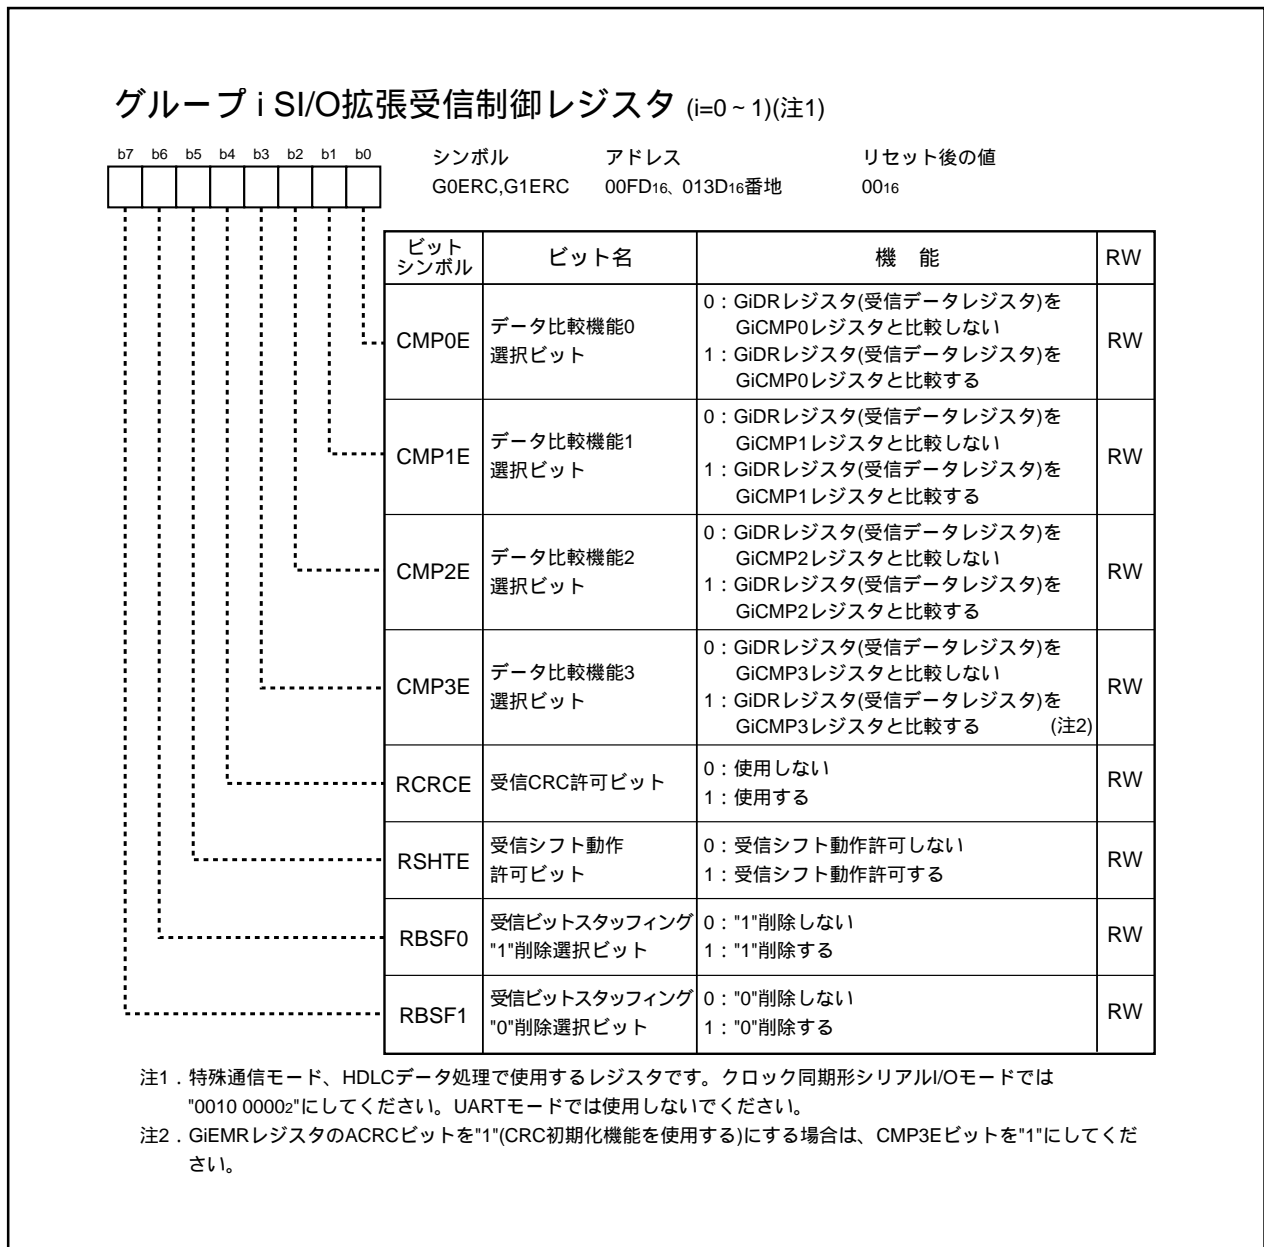 グループ i SI/O拡張受信制御レジスタ (i=0 ~ 1)(注1)
b7 b6 b5 b4 b3 b2 b1 b0
シンボル アドレス リセット後の値
G0ERC,G1ERC 00FD16、013D16番地 0016
ビット
シンボル
ビット名 機 能 RW
CMP0E
データ比較機能0
選択ビット
0：GiDRレジスタ(受信データレジスタ)を
GiCMP0レジスタと比較しない
1：GiDRレジスタ(受信データレジスタ)を
GiCMP0レジスタと比較する
RW
CMP1E
データ比較機能1
選択ビット
0：GiDRレジスタ(受信データレジスタ)を
GiCMP1レジスタと比較しない
1：GiDRレジスタ(受信データレジスタ)を
GiCMP1レジスタと比較する
RW
CMP2E
データ比較機能2
選択ビット
0：GiDRレジスタ(受信データレジスタ)を
GiCMP2レジスタと比較しない
1：GiDRレジスタ(受信データレジスタ)を
GiCMP2レジスタと比較する
RW
CMP3E
データ比較機能3
選択ビット
0：GiDRレジスタ(受信データレジスタ)を
GiCMP3レジスタと比較しない
1：GiDRレジスタ(受信データレジスタ)を
GiCMP3レジスタと比較する (注2)
RW
RCRCE
受信CRC許可ビット
0：使用しない
1：使用する
RW
RSHTE
受信シフト動作
許可ビット
0：受信シフト動作許可しない
1：受信シフト動作許可する
RW
RBSF0
受信ビットスタッフィング
"1"削除選択ビット
0："1"削除しない
1："1"削除する
RW
RBSF1
受信ビットスタッフィング
"0"削除選択ビット
0："0"削除しない
1："0"削除する
RW
注1．特殊通信モード、HDLCデータ処理で使用するレジスタです。クロック同期形シリアルI/Oモードでは
"0010 00002"にしてください。UARTモードでは使用しないでください。
注2．GiEMRレジスタのACRCビットを"1"(CRC初期化機能を使用する)にする場合は、CMP3Eビットを"1"にしてくだ
さい。